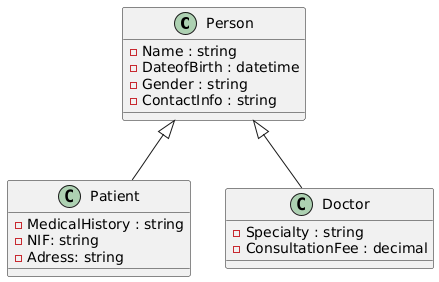 C Person
Name : string
DateofBirth : datetime
Gender : string
ContactInfo : string
C Patient
MedicalHistory : string
NIF: string
Adress: string
C Doctor
Specialty : string
ConsultationFee : decimal